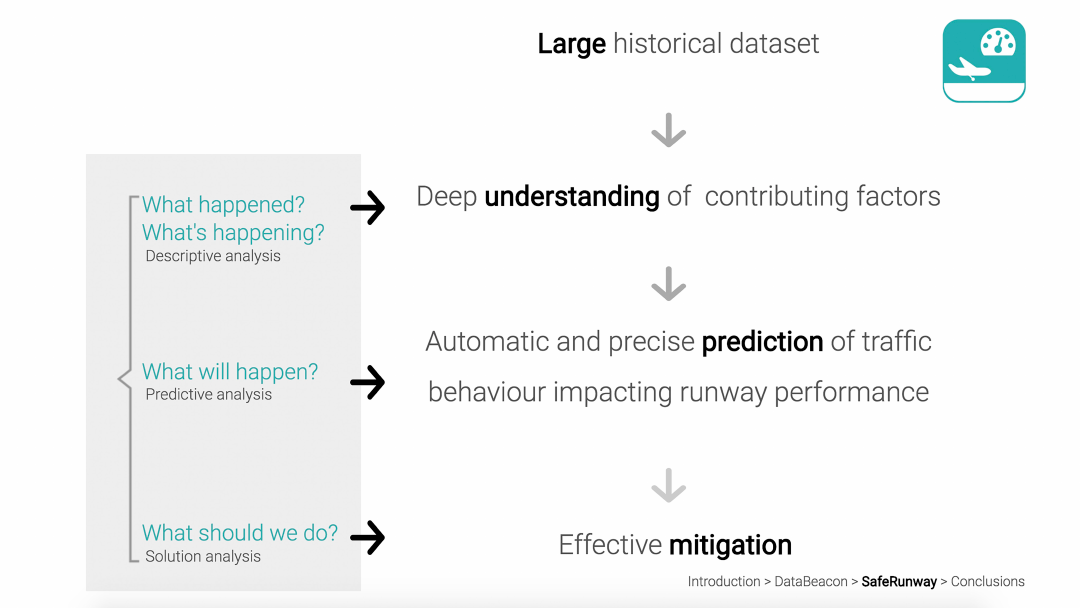 Large historical dataset
What happened?
What's happening?
Descriptive analysis
Deep understanding of contributing factors
What will happen?
Predictive analysis
Automatic and precise prediction of traffic
behaviour impacting runway performance
What should we do?
Solution analysis
Effective mitigation
Introduction > DataBeacon > SafeRunway > Conclusions